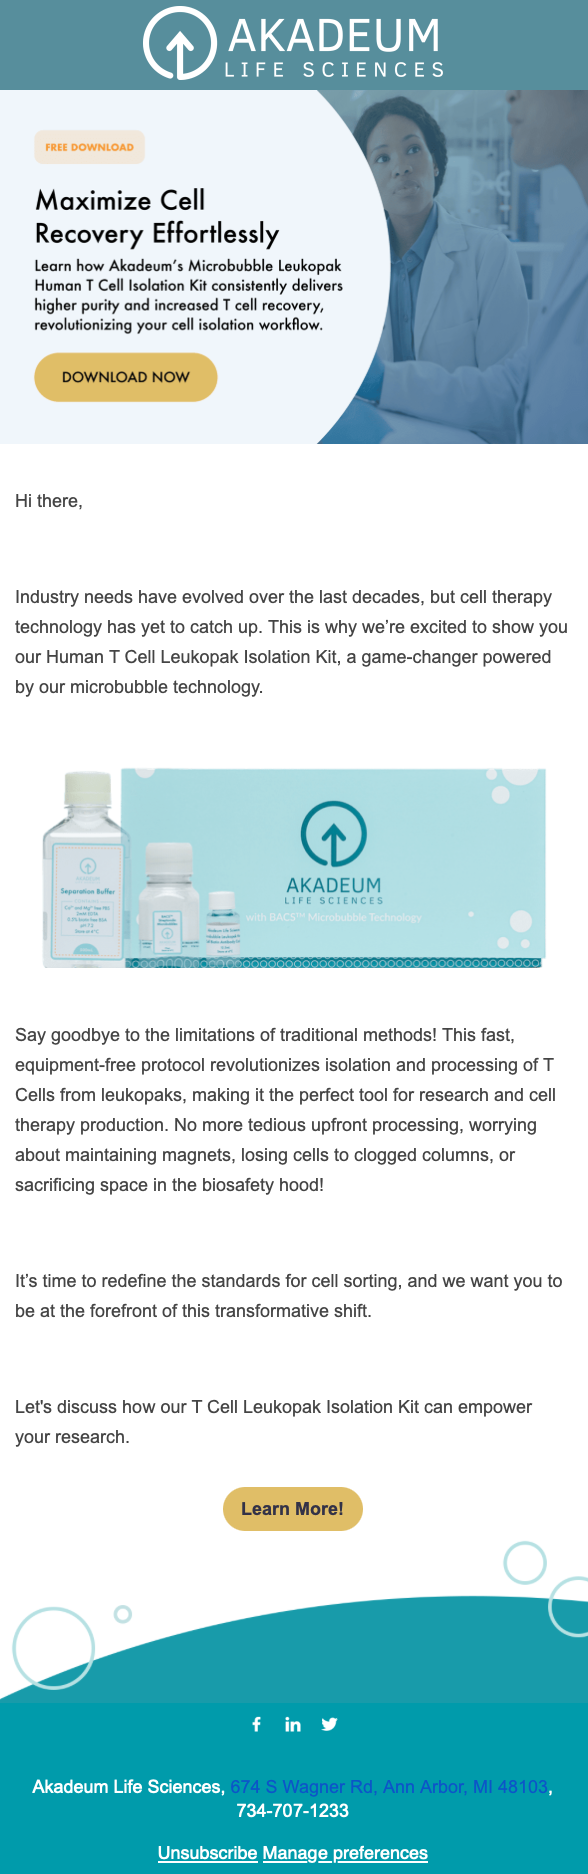 AKADEUM
LIFE SCIENCES
FREE DOWNLOAD
Maximize Cell
Recovery Effortlessly
Learn how Akadeum's Microbubble Leukopak
Human T Cell Isolation Kit consistently delivers
higher purity and increased T cell recovery,
revolutionizing your cell isolation workflow.
DOWNLOAD NOW
Hi there,
Industry needs have evolved over the last decades, but cell therapy
technology has yet to catch up. This is why we're excited to show you
our Human T Cell Leukopak Isolation Kit, a game-changer powered
by our microbubble technology.
AKADEUM
LIFE SCIENCES
with BACS™ Microbubble Technology
AKADEUM
Separation Buffer
Say goodbye to the limitations of traditional methods! This fast,
equipment-free protocol revolutionizes isolation and processing of T
Cells from leukopaks, making it the perfect tool for research and cell
therapy production. No more tedious upfront processing, worrying
about maintaining magnets, losing cells to clogged columns, or
sacrificing space in the biosafety hood!
It's time to redefine the standards for cell sorting, and we want you to
be at the forefront of this transformative shift.
Let's discuss how our T Cell Leukopak Isolation Kit can empower
your research.
Learn More!
Akadeum Life Sciences, 674 S Wagner Rd, Ann Arbor, MI 48103,
734-707-1233
Unsubscribe Manage preferences